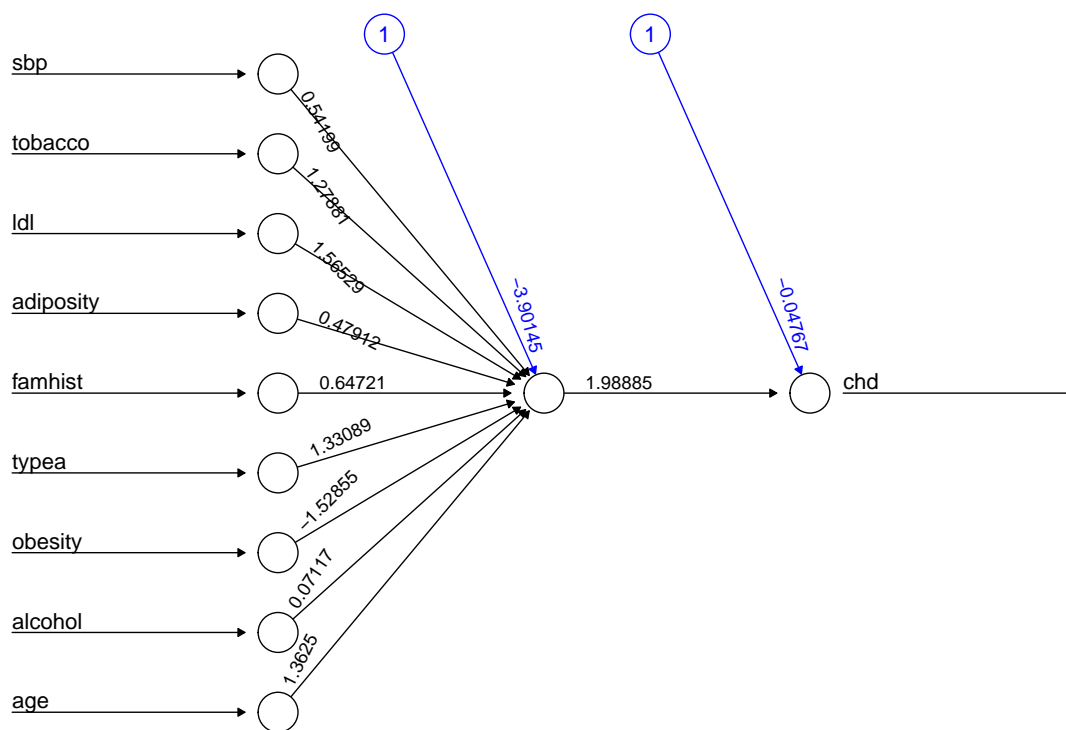 1
1
sbp
0.54199
tobacco
1.27881
ldl
1.56529
adiposity
0.47912
−3.90145
−0.04767
famhist
0.64721
1.98885
chd
typea
1.33089
obesity
−1.52855
alcohol
0.07117
age
1.3625